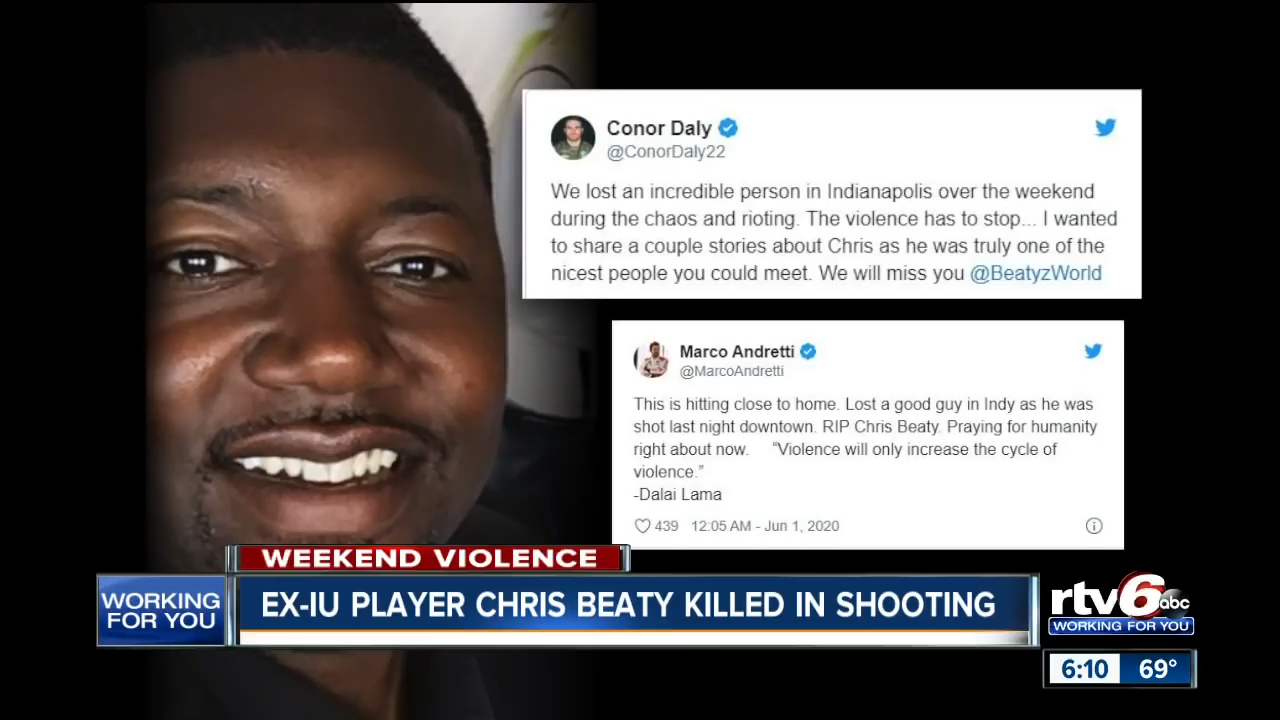 Conor Daly
@ConorDaly22
We lost an incredible person in Indianapolis over the weekend
during the chaos and rioting. The violence has to stop... I wanted
to share a couple stories about Chris as he was truly one of the
nicest people you could meet. We will miss you @BeatyzWorld
Marco Andretti
@MarcoAndretti
This is hitting close to home. Lost a good guy in Indy as he was
shot last night downtown. RIP Chris Beaty. Praying for humanity
right about now. “Violence will only increase the cycle of
violence.”
-Dalai Lama
439 12:05 AM - Jun 1, 2020
WEEKEND VIOLENCE
WORKING
FOR YOU
EX-IU PLAYER CHRIS BEATY KILLED IN SHOOTING
rtv6 abc
WORKING FOR YOU
6:10 69°